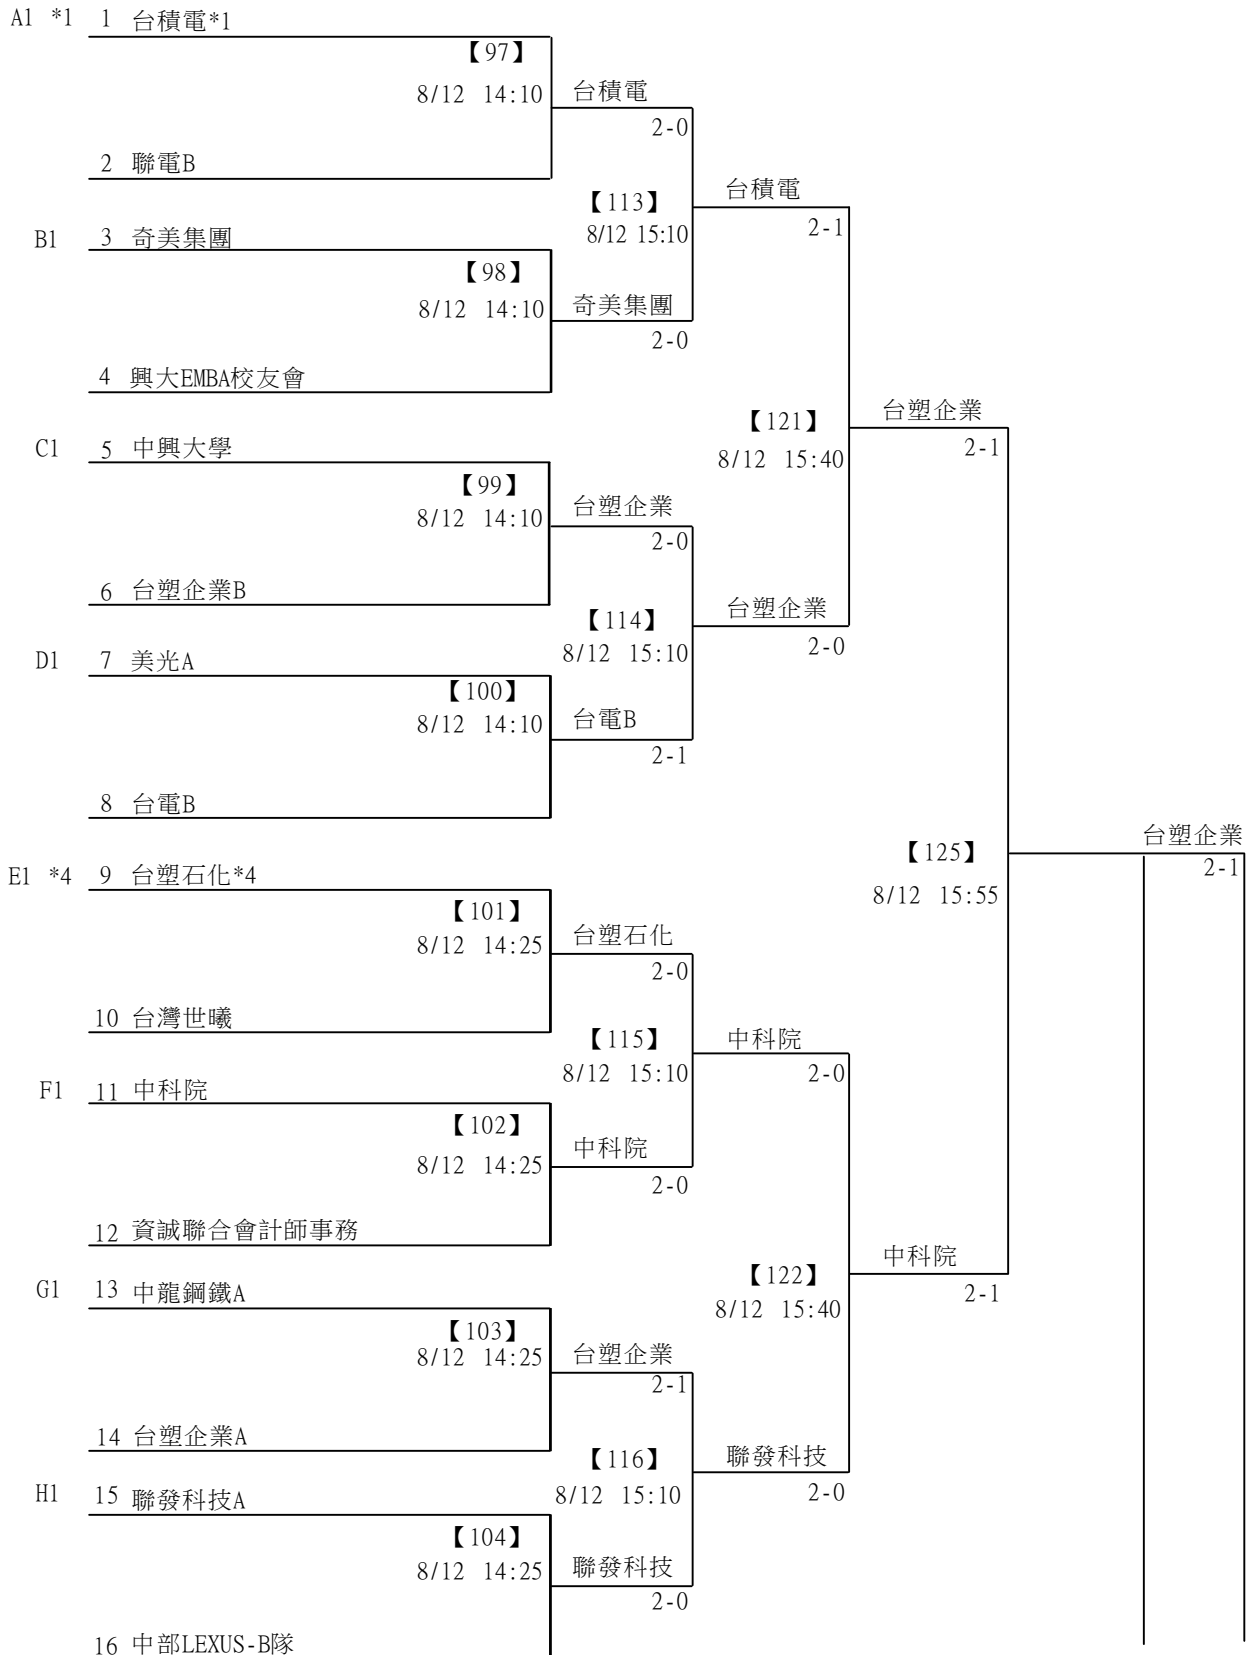 A1 *1 1 台積電*1
【97】
8/12 14:10 台積電
2-0
2 聯電B
台積電
【113】
B1 3 奇美集團 8/12 15:10 2-1
【98】
8/12 14:10 奇美集團
2-0
4 興大EMBA校友會
台塑企業
【121】
C1 5 中興大學 8/12 15:40 2-1
【99】
8/12 14:10 台塑企業
2-0
6 台塑企業B
台塑企業
【114】
D1 7 美光A 8/12 15:10 2-0
【100】
8/12 14:10 台電B
2-1
8 台電B
台塑企業
【125】
E1 *4 9 台塑石化*4 2-1
8/12 15:55
【101】
8/12 14:25 台塑石化
2-0
10 台灣世曦
【115】 中科院
8/12 15:10 2-0
F1 11 中科院
【102】
8/12 14:25 中科院
2-0
12 資誠聯合會計師事務
中科院
【122】
G1 13 中龍鋼鐵A 2-1
8/12 15:40
【103】
8/12 14:25 台塑企業
2-1
14 台塑企業A
【116】 聯發科技
H1 15 聯發科技A 8/12 15:10 2-0
【104】
8/12 14:25 聯發科技
2-0
16 中部LEXUS-B隊